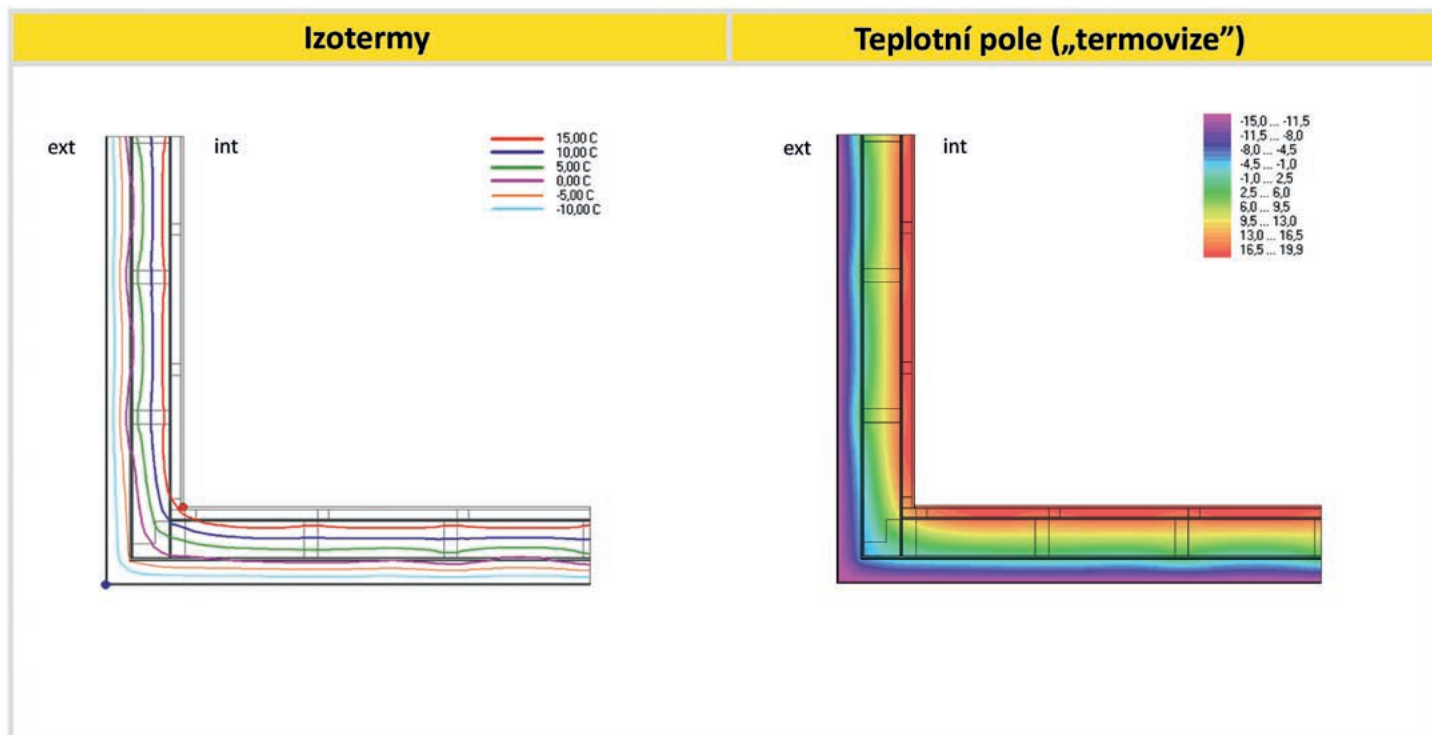 Izotermy
Teplotní pole („termovize”)
ext
int
15,00 C
10,00 C
5,00 C
0,00 C
-5,00 C
-10,00 C
ext
int
-15,0 ... -11,5
-11,5 ... -8,0
-8,0 ... -4,5
-4,5 ... -1,0
-1,0 ... 2,5
2,5 ... 6,0
6,0 ... 9,5
9,5 ... 13,0
13,0 ... 16,5
16,5 ... 19,9